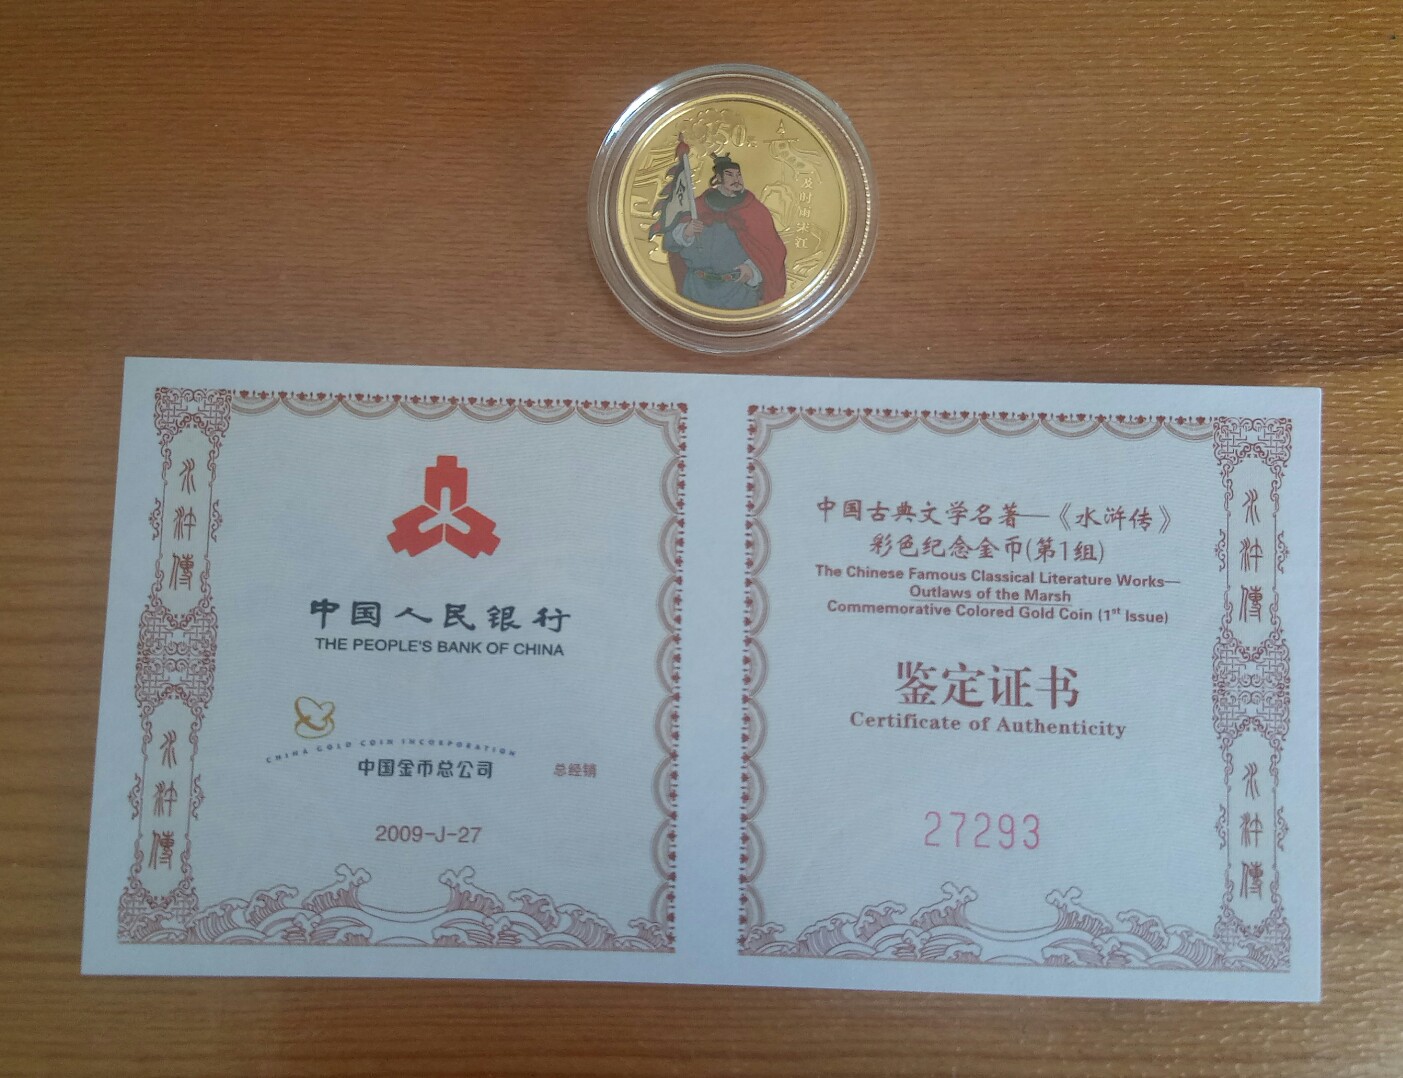 150元
及时雨宋江
水滸傳
水滸傳
中国人民银行
THE PEOPLE'S BANK OF CHINA
CHINA GOLD COIN INCORPORATION
中国金币总公司 总经销
2009-J-27
中国古典文学名著—《水浒传》
彩色纪念金币(第1组)
The Chinese Famous Classical Literature Works—
Outlaws of the Marsh
Commemorative Colored Gold Coin (1st Issue)
鉴定证书
Certificate of Authenticity
27293
水滸傳
水滸傳